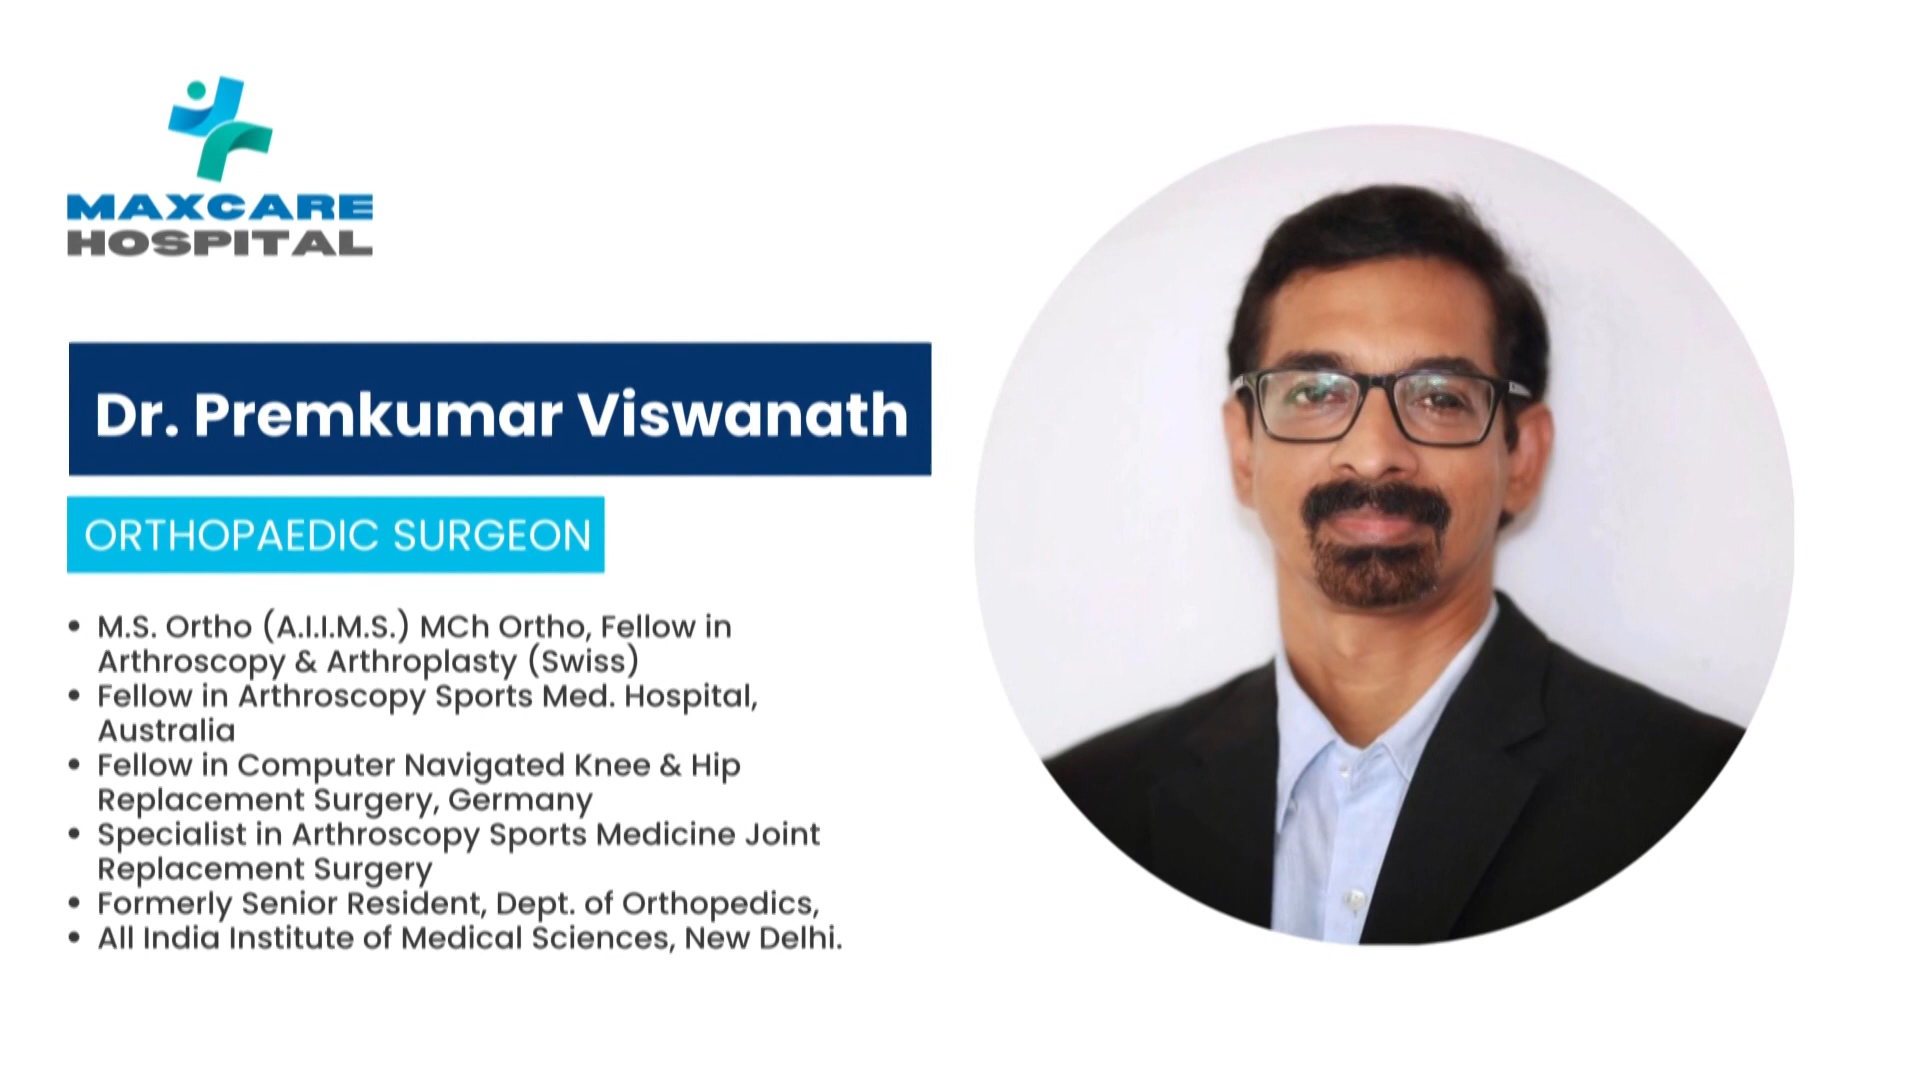 MAXCARE
HOSPITAL
Dr. Premkumar Viswanath
ORTHOPAEDIC SURGEON
• M.S. Ortho (A.I.I.M.S.) MCh Ortho, Fellow in
Arthroscopy & Arthroplasty (Swiss)
• Fellow in Arthroscopy Sports Med. Hospital,
Australia
• Fellow in Computer Navigated Knee & Hip
Replacement Surgery, Germany
• Specialist in Arthroscopy Sports Medicine Joint
Replacement Surgery
• Formerly Senior Resident, Dept. of Orthopedics,
• All India Institute of Medical Sciences, New Delhi.